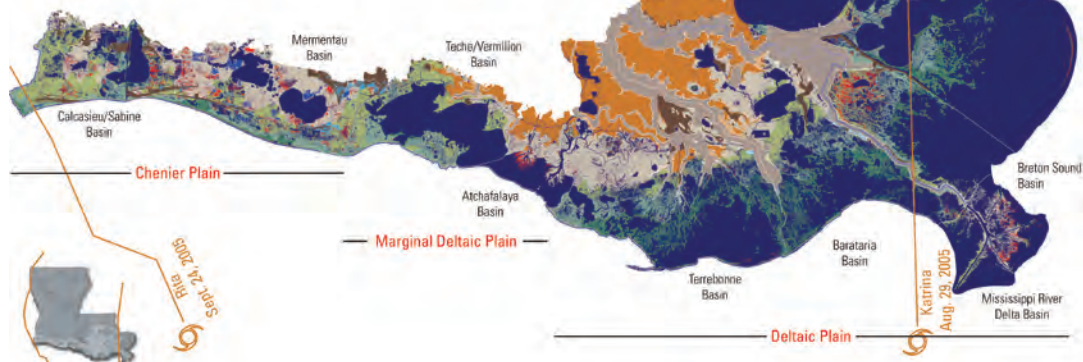 Mermentau
Basin
Teche/Vermilion
Basin
Calcasieu/Sabine
Basin
Chenier Plain
Atchafalaya
Basin
Marginal Deltaic Plain
Breton Sound
Basin
Barataria
Basin
Terrebonne
Basin
Mississippi River
Delta Basin
Deltaic Plain
Rita
Sept. 24, 2005
Katrina
Aug. 29, 2005